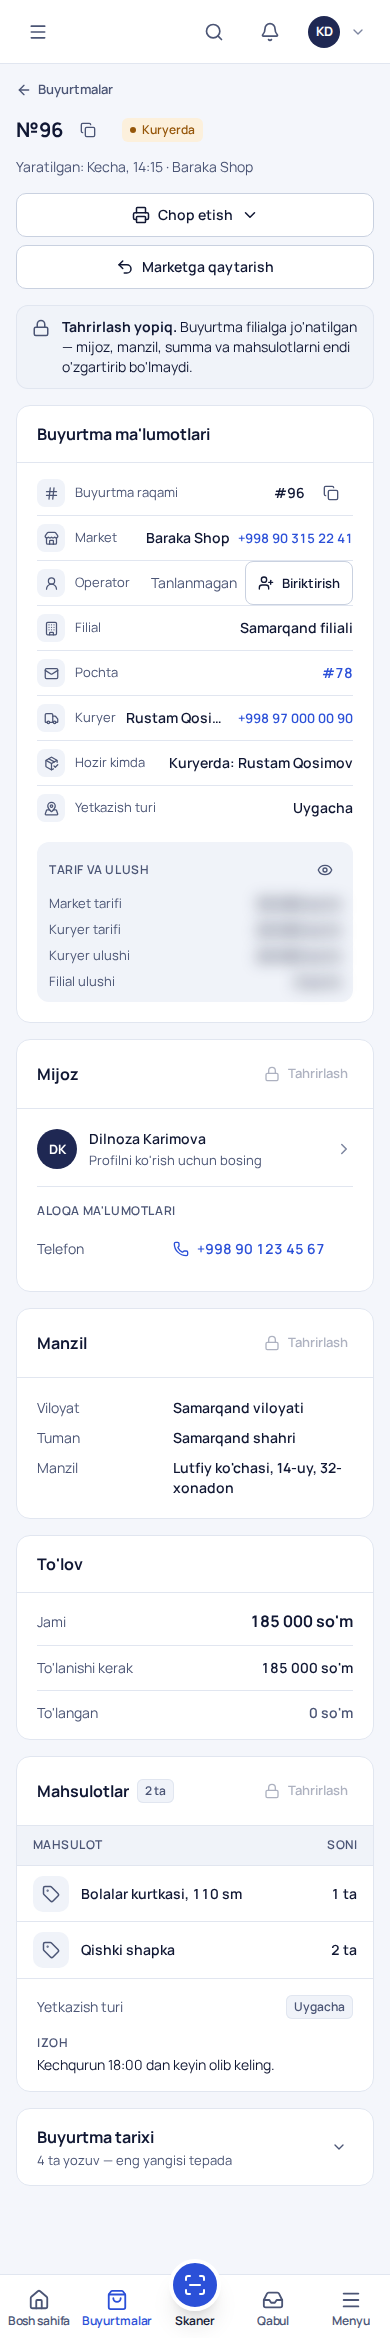 KD
Buyurtmalar
№96
Kuryerda
Yaratilgan: Kecha, 14:15 · Baraka Shop
Chop etish
Marketga qaytarish
Tahrirlash yopiq. Buyurtma filialga jo'natilgan
— mijoz, manzil, summa va mahsulotlarni endi
o'zgartirib bo'lmaydi.
Buyurtma ma'lumotlari
Buyurtma raqami #96
Market Baraka Shop +998 90 315 22 41
Operator Tanlanmagan Biriktirish
Filial Samarqand filiali
Pochta #78
Kuryer Rustam Qosi... +998 97 000 00 90
Hozir kimda Kuryerda: Rustam Qosimov
Yetkazish turi Uygacha
TARIF VA ULUSH
Market tarifi
Kuryer tarifi
Kuryer ulushi
Filial ulushi
Mijoz Tahrirlash
DK Dilnoza Karimova
Profilni ko'rish uchun bosing
ALOQA MA'LUMOTLARI
Telefon +998 90 123 45 67
Manzil Tahrirlash
Viloyat Samarqand viloyati
Tuman Samarqand shahri
Manzil Lutfiy ko'chasi, 14-uy, 32-
xonadon
To'lov
Jami 185 000 so'm
To'lanishi kerak 185 000 so'm
To'langan 0 so'm
Mahsulotlar 2 ta Tahrirlash
MAHSULOT SONI
Bolalar kurtkasi, 110 sm 1 ta
Qishki shapka 2 ta
Yetkazish turi Uygacha
IZOH
Kechqurun 18:00 dan keyin olib keling.
Buyurtma tarixi
4 ta yozuv — eng yangisi tepada
Bosh sahifa Buyurtmalar Skaner Qabul Menyu